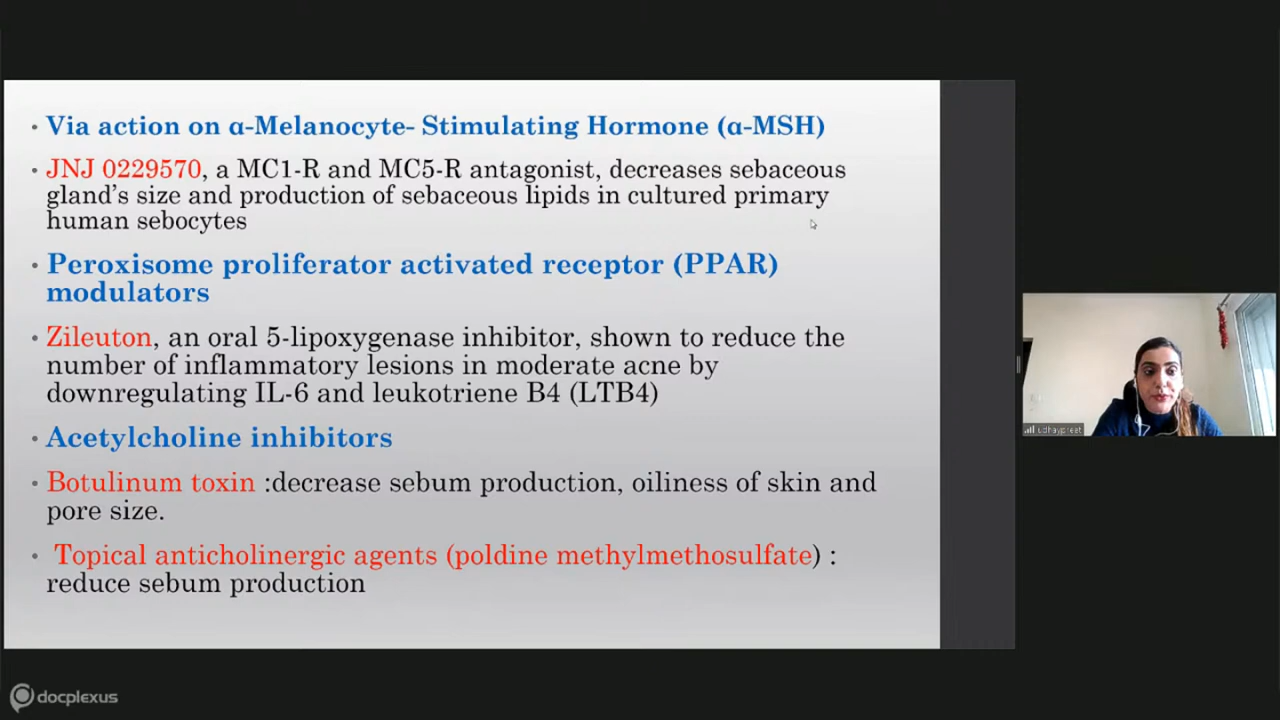 • Via action on α-Melanocyte- Stimulating Hormone (α-MSH)
• JNJ 0229570, a MC1-R and MC5-R antagonist, decreases sebaceous
gland’s size and production of sebaceous lipids in cultured primary
human sebocytes
• Peroxisome proliferator activated receptor (PPAR)
modulators
• Zileuton, an oral 5-lipoxygenase inhibitor, shown to reduce the
number of inflammatory lesions in moderate acne by
downregulating IL-6 and leukotriene B4 (LTB4)
• Acetylcholine inhibitors
• Botulinum toxin :decrease sebum production, oiliness of skin and
pore size.
• Topical anticholinergic agents (poldine methylmethosulfate) :
reduce sebum production
udhaypreet
docplexus